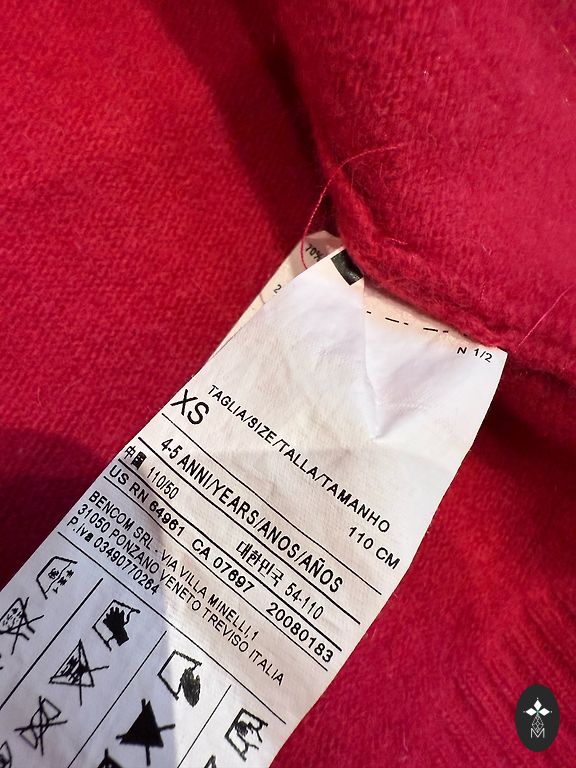 70%
2
N 1/2
XS TAGLIA/SIZE/TALLA/TAMANHO
110 CM
4-5 ANNI/YEARS/ANOS/AÑOS
中国 110/50 대한민국 54-110
US RN 64961 CA 07697 20080183
BENCOM SRL - VIA VILLA MINELLI,1
31050 PONZANO VENETO TREVISO ITALIA
P.Iva 03490770264
M